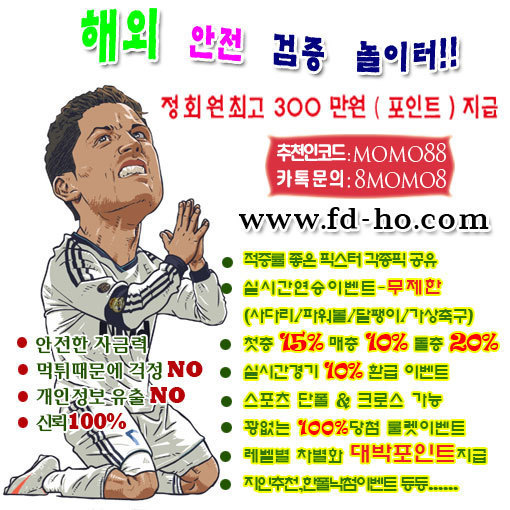 해외 안전 검증 놀이터!!
정회원최고 300 만원 ( 포인트 ) 지급
추천인코드:MOMO88
카톡문의:8MOMO8
www.fd-ho.com
적중률 좋은 픽스터 각종픽 공유
실시간연승이벤트-무제한
(사다리/파워볼/달팽이/가상축구)
첫충 15% 매충 10% 돌충 20%
실시간경기 10% 환급 이벤트
스포츠 단폴 & 크로스 가능
꽝없는 100%당첨 룰렛이벤트
레벨별 차별화 대박포인트지급
지인추천,한폴낙첨이벤트 등등......
안전한 자금력
먹튀때문에 걱정 NO
개인정보 유출 NO
신뢰100%